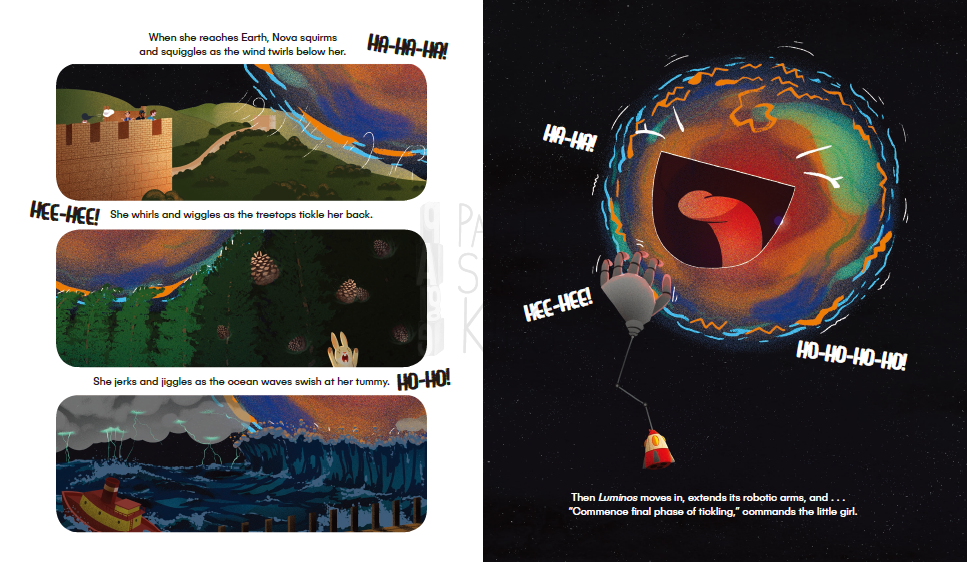 When she reaches Earth, Nova squirms
and squiggles as the wind twirls below her.
HA-HA-HA!
HEE-HEE!
She whirls and wiggles as the treetops tickle her back.
She jerks and jiggles as the ocean waves swish at her tummy.
HO-HO!
HA-HA!
HEE-HEE!
HO-HO-HO-HO!
Then Luminos moves in, extends its robotic arms, and . . .
“Commence final phase of tickling,” commands the little girl.